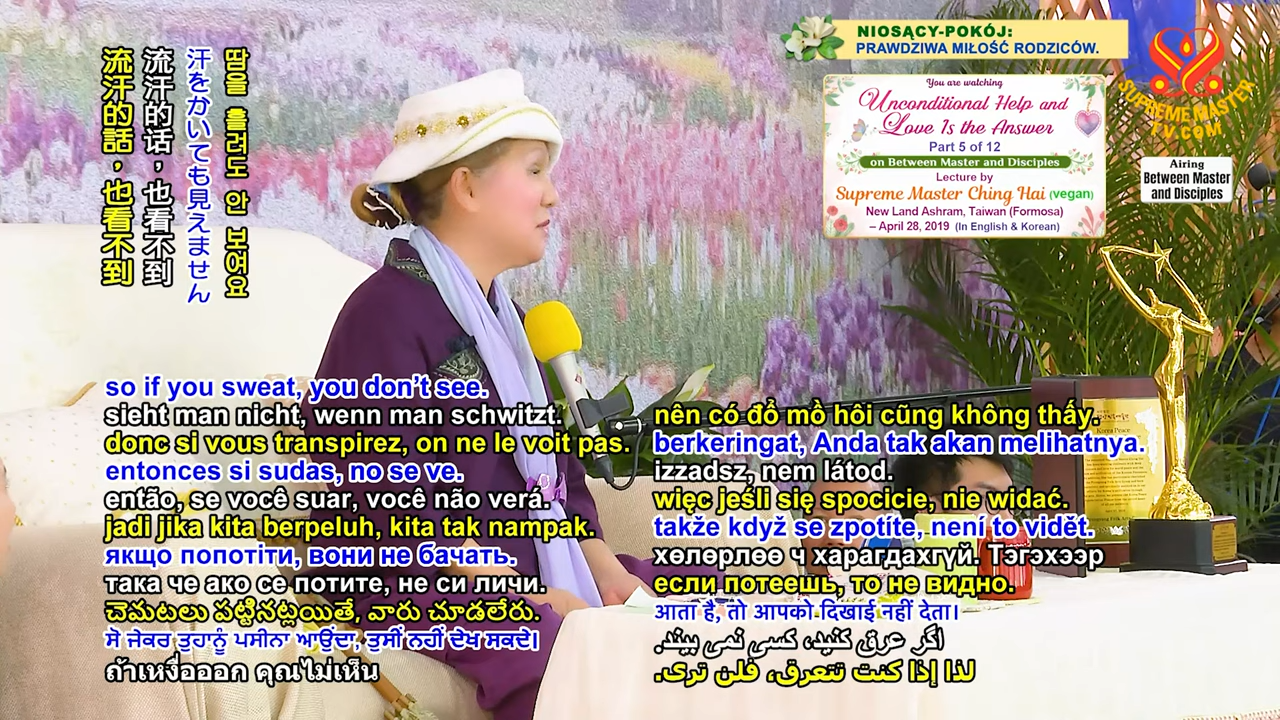 NIOSĄCY-POKÓJ:
PRAWDZIWA MIŁOŚĆ RODZICÓW.
SUPREME MASTER
TV.COM
You are watching
Unconditional Help and
Love Is the Answer
Part 5 of 12
on Between Master and Disciples
Lecture by
Supreme Master Ching Hai (vegan)
New Land Ashram, Taiwan (Formosa)
– April 28, 2019 (In English & Korean)
Airing
Between Master
and Disciples
땀을 흘려도 안 보여요
汗をかいても見えません
流汗的话，也看不到
流汗的話，也看不到
so if you sweat, you don’t see.
sieht man nicht, wenn man schwitzt.
donc si vous transpirez, on ne le voit pas.
entonces si sudas, no se ve.
então, se você suar, você não verá.
jadi jika kita berpeluh, kita tak nampak.
якщо попотіти, вони не бачать.
така че ако се потите, не си личи.
చెమటలు పట్టినట్లయితే, వారు చూడలేరు.
ਸੋ ਜੇਕਰ ਤੁਹਾਨੂੰ ਪਸੀਨਾ ਆਉਂਦਾ, ਤੁਸੀਂ ਨਹੀਂ ਦੇਖ ਸਕਦੇ।
ถ้าเหงื่อออก คุณไม่เห็น
nên có đổ mồ hôi cũng không thấy.
berkeringat, Anda tak akan melihatnya.
izzadsz, nem látod.
więc jeśli się spocicie, nie widać.
takže když se zpotíte, není to vidět.
хөлөрлөө ч харагдахгүй. Тэгэхээр
если потеешь, то не видно.
आता है, तो आपको दिखाई नहीं देता।
اگر عرق کنید، کسی نمی بیند.
لذا إذا كنت تتعرق، فلن ترى.
Korea Peace